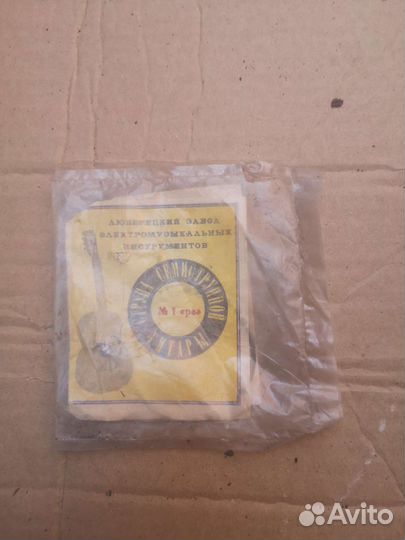 ЛЮБЕРЕЦКИЙ ЗАВОД
ЭЛЕКТРОМУЗЫКАЛЬНЫХ
ИНСТРУМЕНТОВ
СТРУНА СЕМИСТРУННОЙ
ГИТАРЫ
№ 1
Avito